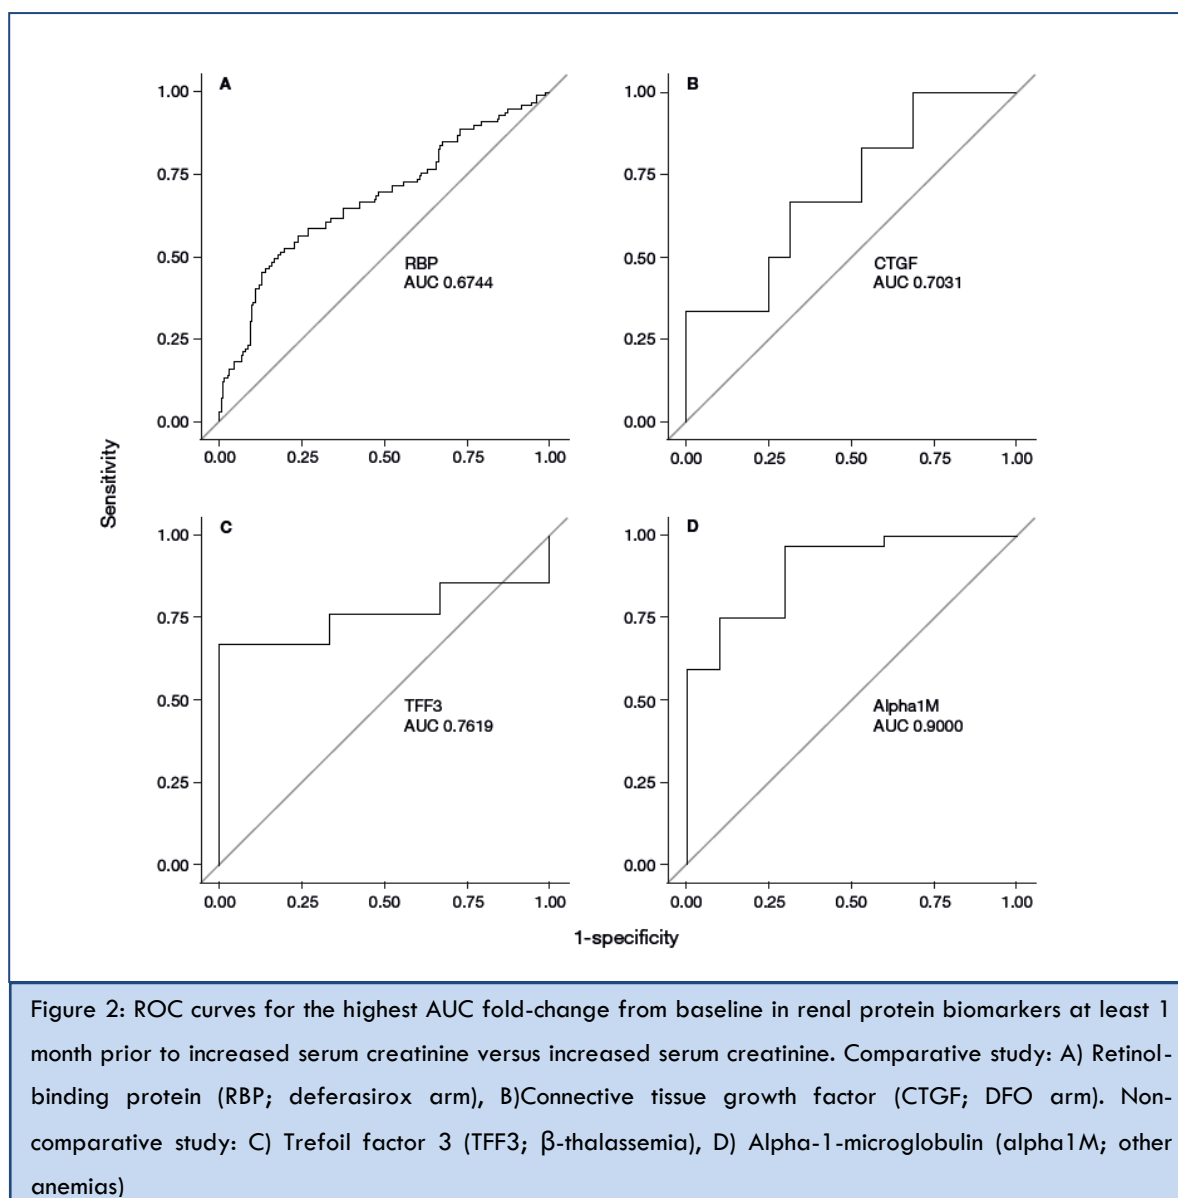 A
1.00
0.75
0.50
0.25
0.00
RBP
AUC 0.6744
0.00 0.25 0.50 0.75 1.00
B
1.00
0.75
0.50
0.25
0.00
CTGF
AUC 0.7031
0.00 0.25 0.50 0.75 1.00
Sensitivity
C
1.00
0.75
0.50
0.25
0.00
TFF3
AUC 0.7619
0.00 0.25 0.50 0.75 1.00
D
1.00
0.75
0.50
0.25
0.00
Alpha1M
AUC 0.9000
0.00 0.25 0.50 0.75 1.00
1-specificity
Figure 2: ROC curves for the highest AUC fold-change from baseline in renal protein biomarkers at least 1
month prior to increased serum creatinine versus increased serum creatinine. Comparative study: A) Retinol-
binding protein (RBP; deferasirox arm), B)Connective tissue growth factor (CTGF; DFO arm). Non-
comparative study: C) Trefoil factor 3 (TFF3; β-thalassemia), D) Alpha-1-microglobulin (alpha1M; other
anemias)